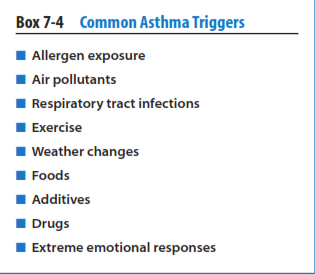 Box 7-4 Common Asthma Triggers
Allergen exposure
Air pollutants
Respiratory tract infections
Exercise
Weather changes
Foods
Additives
Drugs
Extreme emotional responses